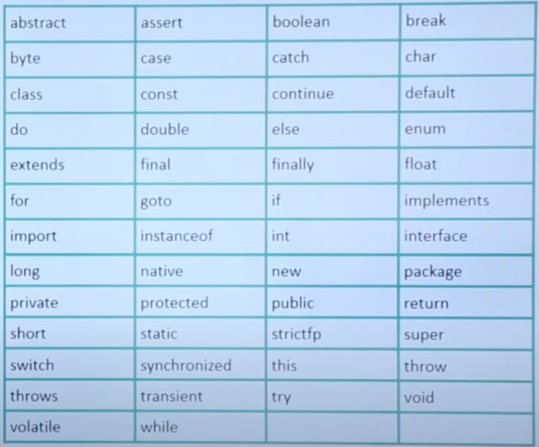 abstract assert boolean break
byte case catch char
class const continue default
do double else enum
extends final finally float
for goto if implements
import instanceof int interface
long native new package
private protected public return
short static strictfp super
switch synchronized this throw
throws transient try void
volatile while